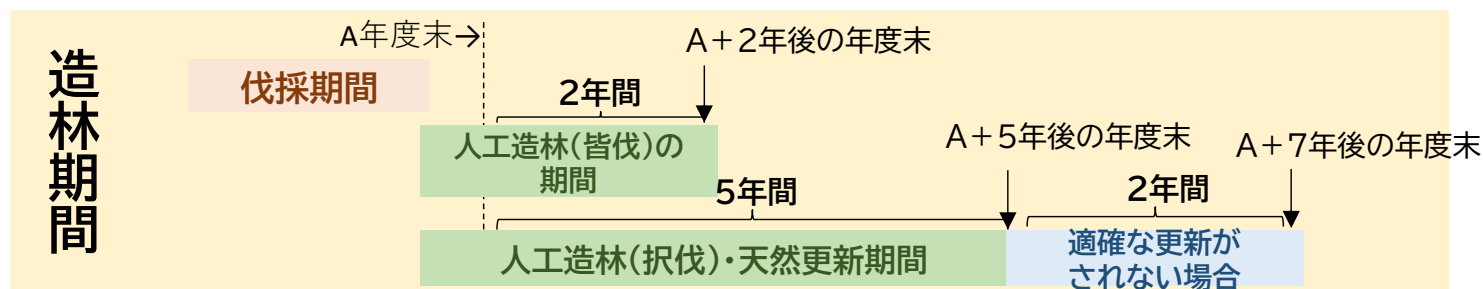 造林期間
A年度末→
A+2年後の年度末
伐採期間
2年間
人工造林(皆伐)の
期間
A+5年後の年度末
A+7年後の年度末
5年間
2年間
人工造林(択伐)・天然更新期間
適確な更新が
されない場合